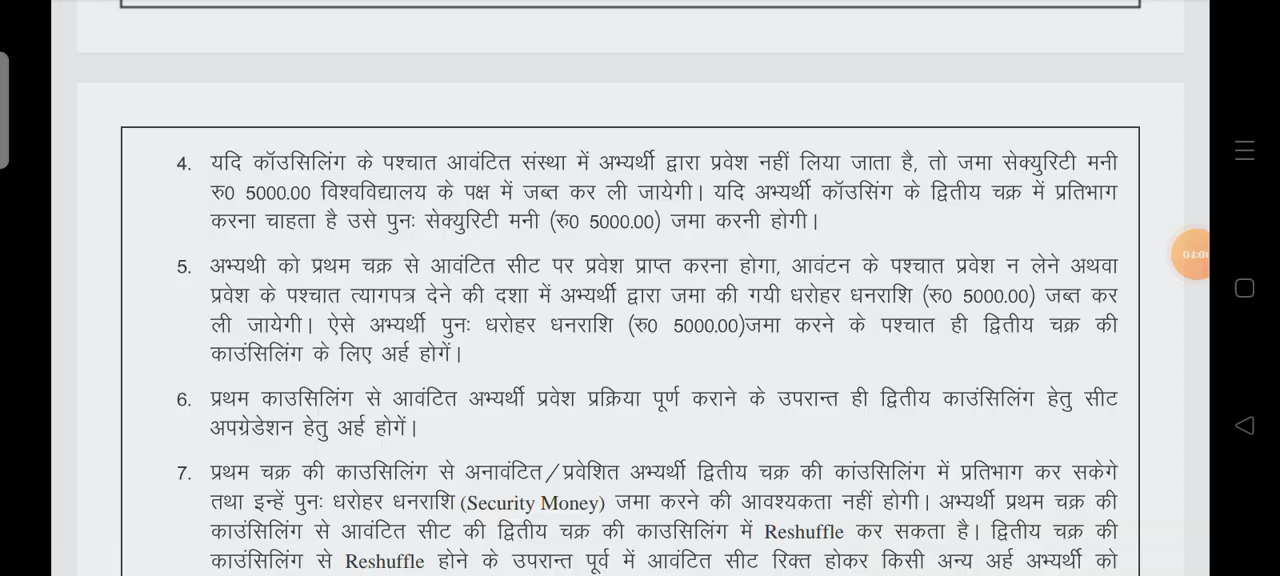 4. यदि कॉउसिलिंग के पश्चात आवंटित संस्था में अभ्यर्थी द्वारा प्रवेश नहीं लिया जाता है, तो जमा सेक्युरिटी मनी
रु0 5000.00 विश्वविद्यालय के पक्ष में जब्त कर ली जायेगी। यदि अभ्यर्थी कॉउसिंग के द्वितीय चक्र में प्रतिभाग
करना चाहता है उसे पुनः सेक्युरिटी मनी (रु0 5000.00) जमा करनी होगी।
5. अभ्यथी को प्रथम चक्र से आवंटित सीट पर प्रवेश प्राप्त करना होगा, आवंटन के पश्चात प्रवेश न लेने अथवा
प्रवेश के पश्चात त्यागपत्र देने की दशा में अभ्यर्थी द्वारा जमा की गयी धरोहर धनराशि (रु0 5000.00) जब्त कर
ली जायेगी। ऐसे अभ्यर्थी पुनः धरोहर धनराशि (रु0 5000.00)जमा करने के पश्चात ही द्वितीय चक्र की
काउंसिलिंग के लिए अर्ह होगें।
6. प्रथम काउसिलिंग से आवंटित अभ्यर्थी प्रवेश प्रक्रिया पूर्ण कराने के उपरान्त ही द्वितीय काउंसिलिंग हेतु सीट
अपग्रेडेशन हेतु अर्ह होगें।
7. प्रथम चक्र की काउसिलिंग से अनावंटित/प्रवेशित अभ्यर्थी द्वितीय चक्र की कांउसिलिंग में प्रतिभाग कर सकेगे
तथा इन्हें पुनः धरोहर धनराशि (Security Money) जमा करने की आवश्यकता नहीं होगी। अभ्यर्थी प्रथम चक्र की
काउंसिलिंग से आवंटित सीट की द्वितीय चक्र की काउसिलिंग में Reshuffle कर सकता है। द्वितीय चक्र की
काउंसिलिंग से Reshuffle होने के उपरान्त पूर्व में आवंटित सीट रिक्त होकर किसी अन्य अर्ह अभ्यर्थी को